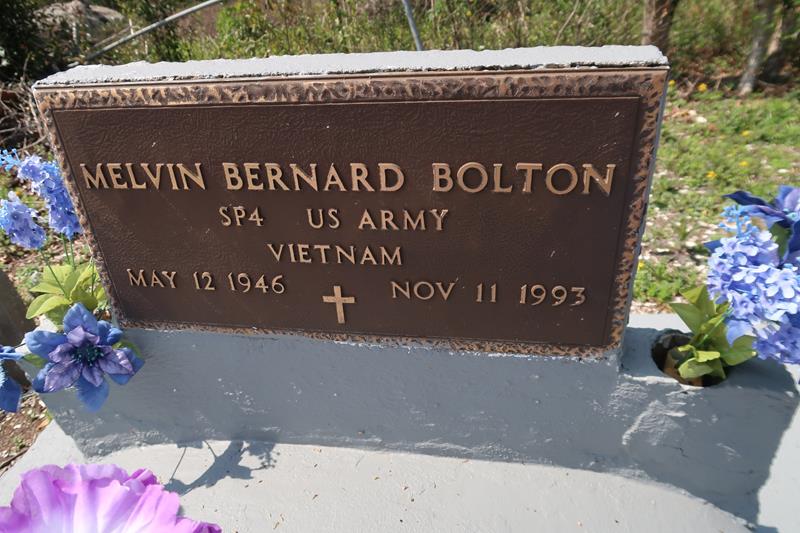 MELVIN BERNARD BOLTON
SP4 US ARMY
VIETNAM
MAY 12 1946 NOV 11 1993